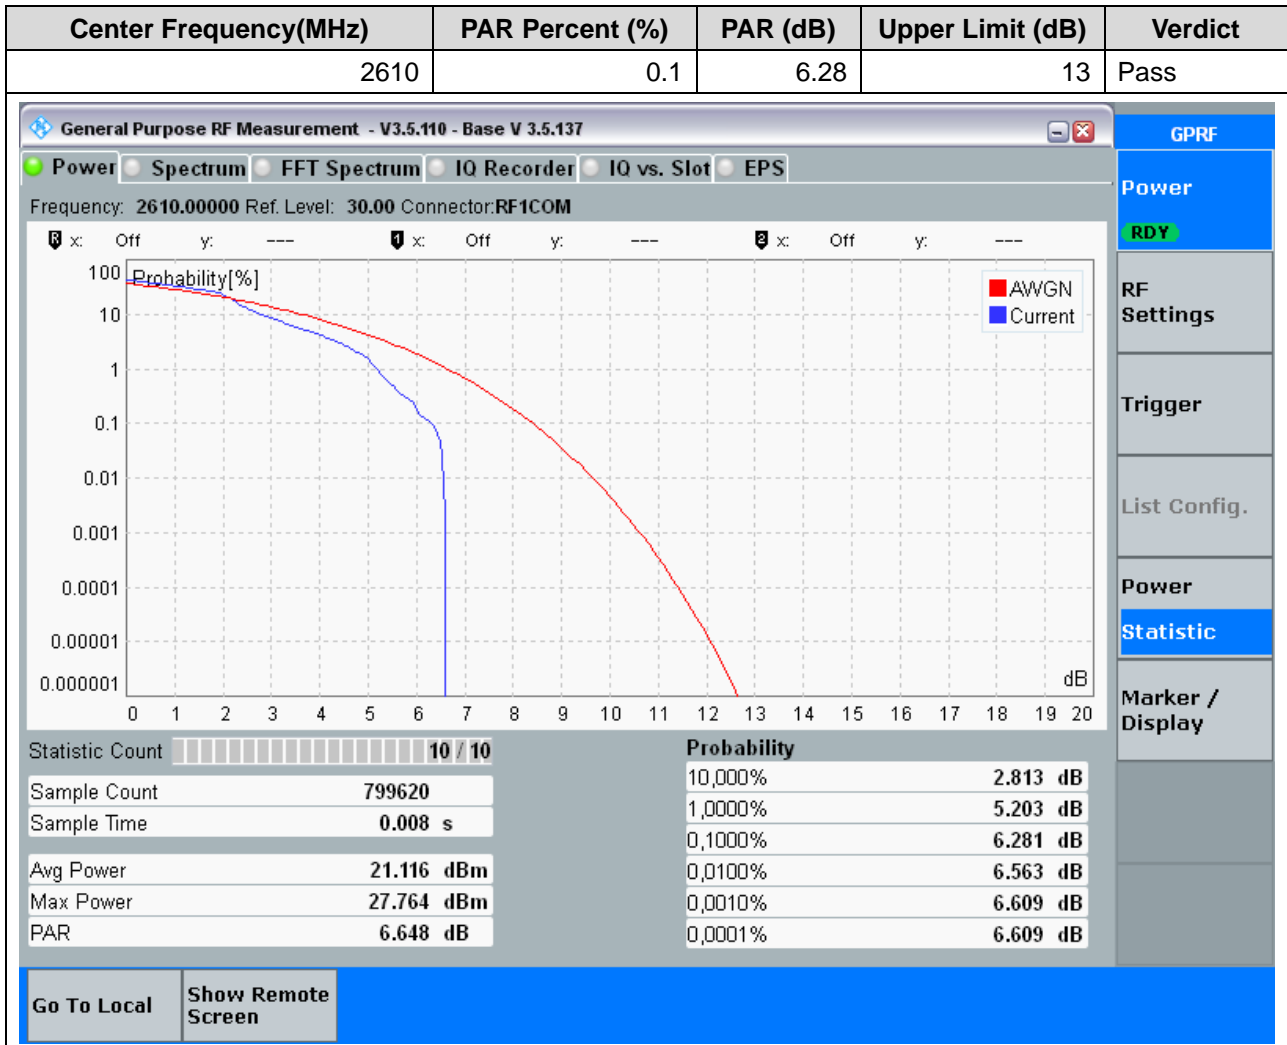 Center Frequency(MHz) PAR Percent (%) PAR (dB) Upper Limit (dB) Verdict
2610 0.1 6.28 13 Pass
General Purpose RF Measurement - V3.5.110 - Base V 3.5.137
GPRF
Power Spectrum FFT Spectrum IQ Recorder IQ vs. Slot EPS
Frequency: 2610.00000 Ref. Level: 30.00 Connector:RF1COM
R x: Off y: --- 1 x: Off y: --- 2 x: Off y: ---
Probability[%]
AWGN
Current
100
10
1
0.1
0.01
0.001
0.0001
0.00001
0.000001
dB
0 1 2 3 4 5 6 7 8 9 10 11 12 13 14 15 16 17 18 19 20
Statistic Count 10 / 10
Sample Count 799620
Sample Time 0.008 s
Avg Power 21.116 dBm
Max Power 27.764 dBm
PAR 6.648 dB
Probability
10,000% 2.813 dB
1,0000% 5.203 dB
0,1000% 6.281 dB
0,0100% 6.563 dB
0,0010% 6.609 dB
0,0001% 6.609 dB
Power
RDY
RF
Settings
Trigger
List Config.
Power
Statistic
Marker /
Display
Go To Local
Show Remote
Screen